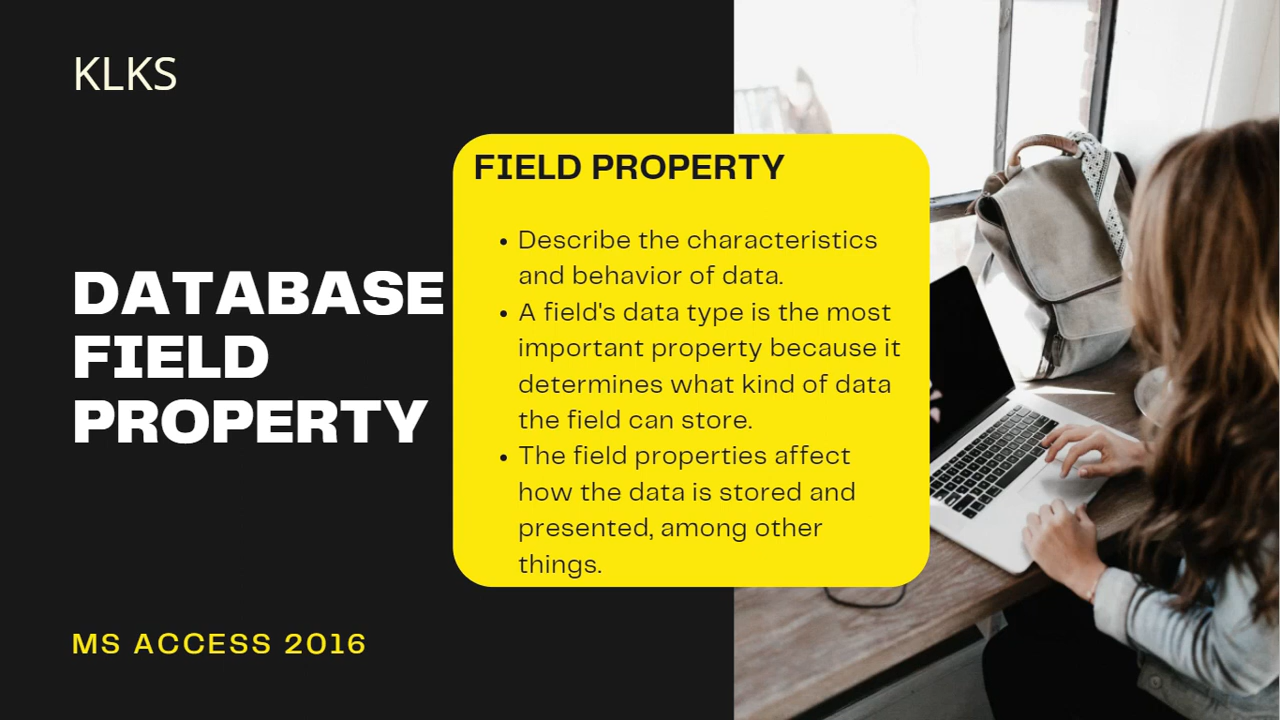 KLKS
DATABASE
FIELD
PROPERTY
MS ACCESS 2016
FIELD PROPERTY
• Describe the characteristics
and behavior of data.
• A field's data type is the most
important property because it
determines what kind of data
the field can store.
• The field properties affect
how the data is stored and
presented, among other
things.